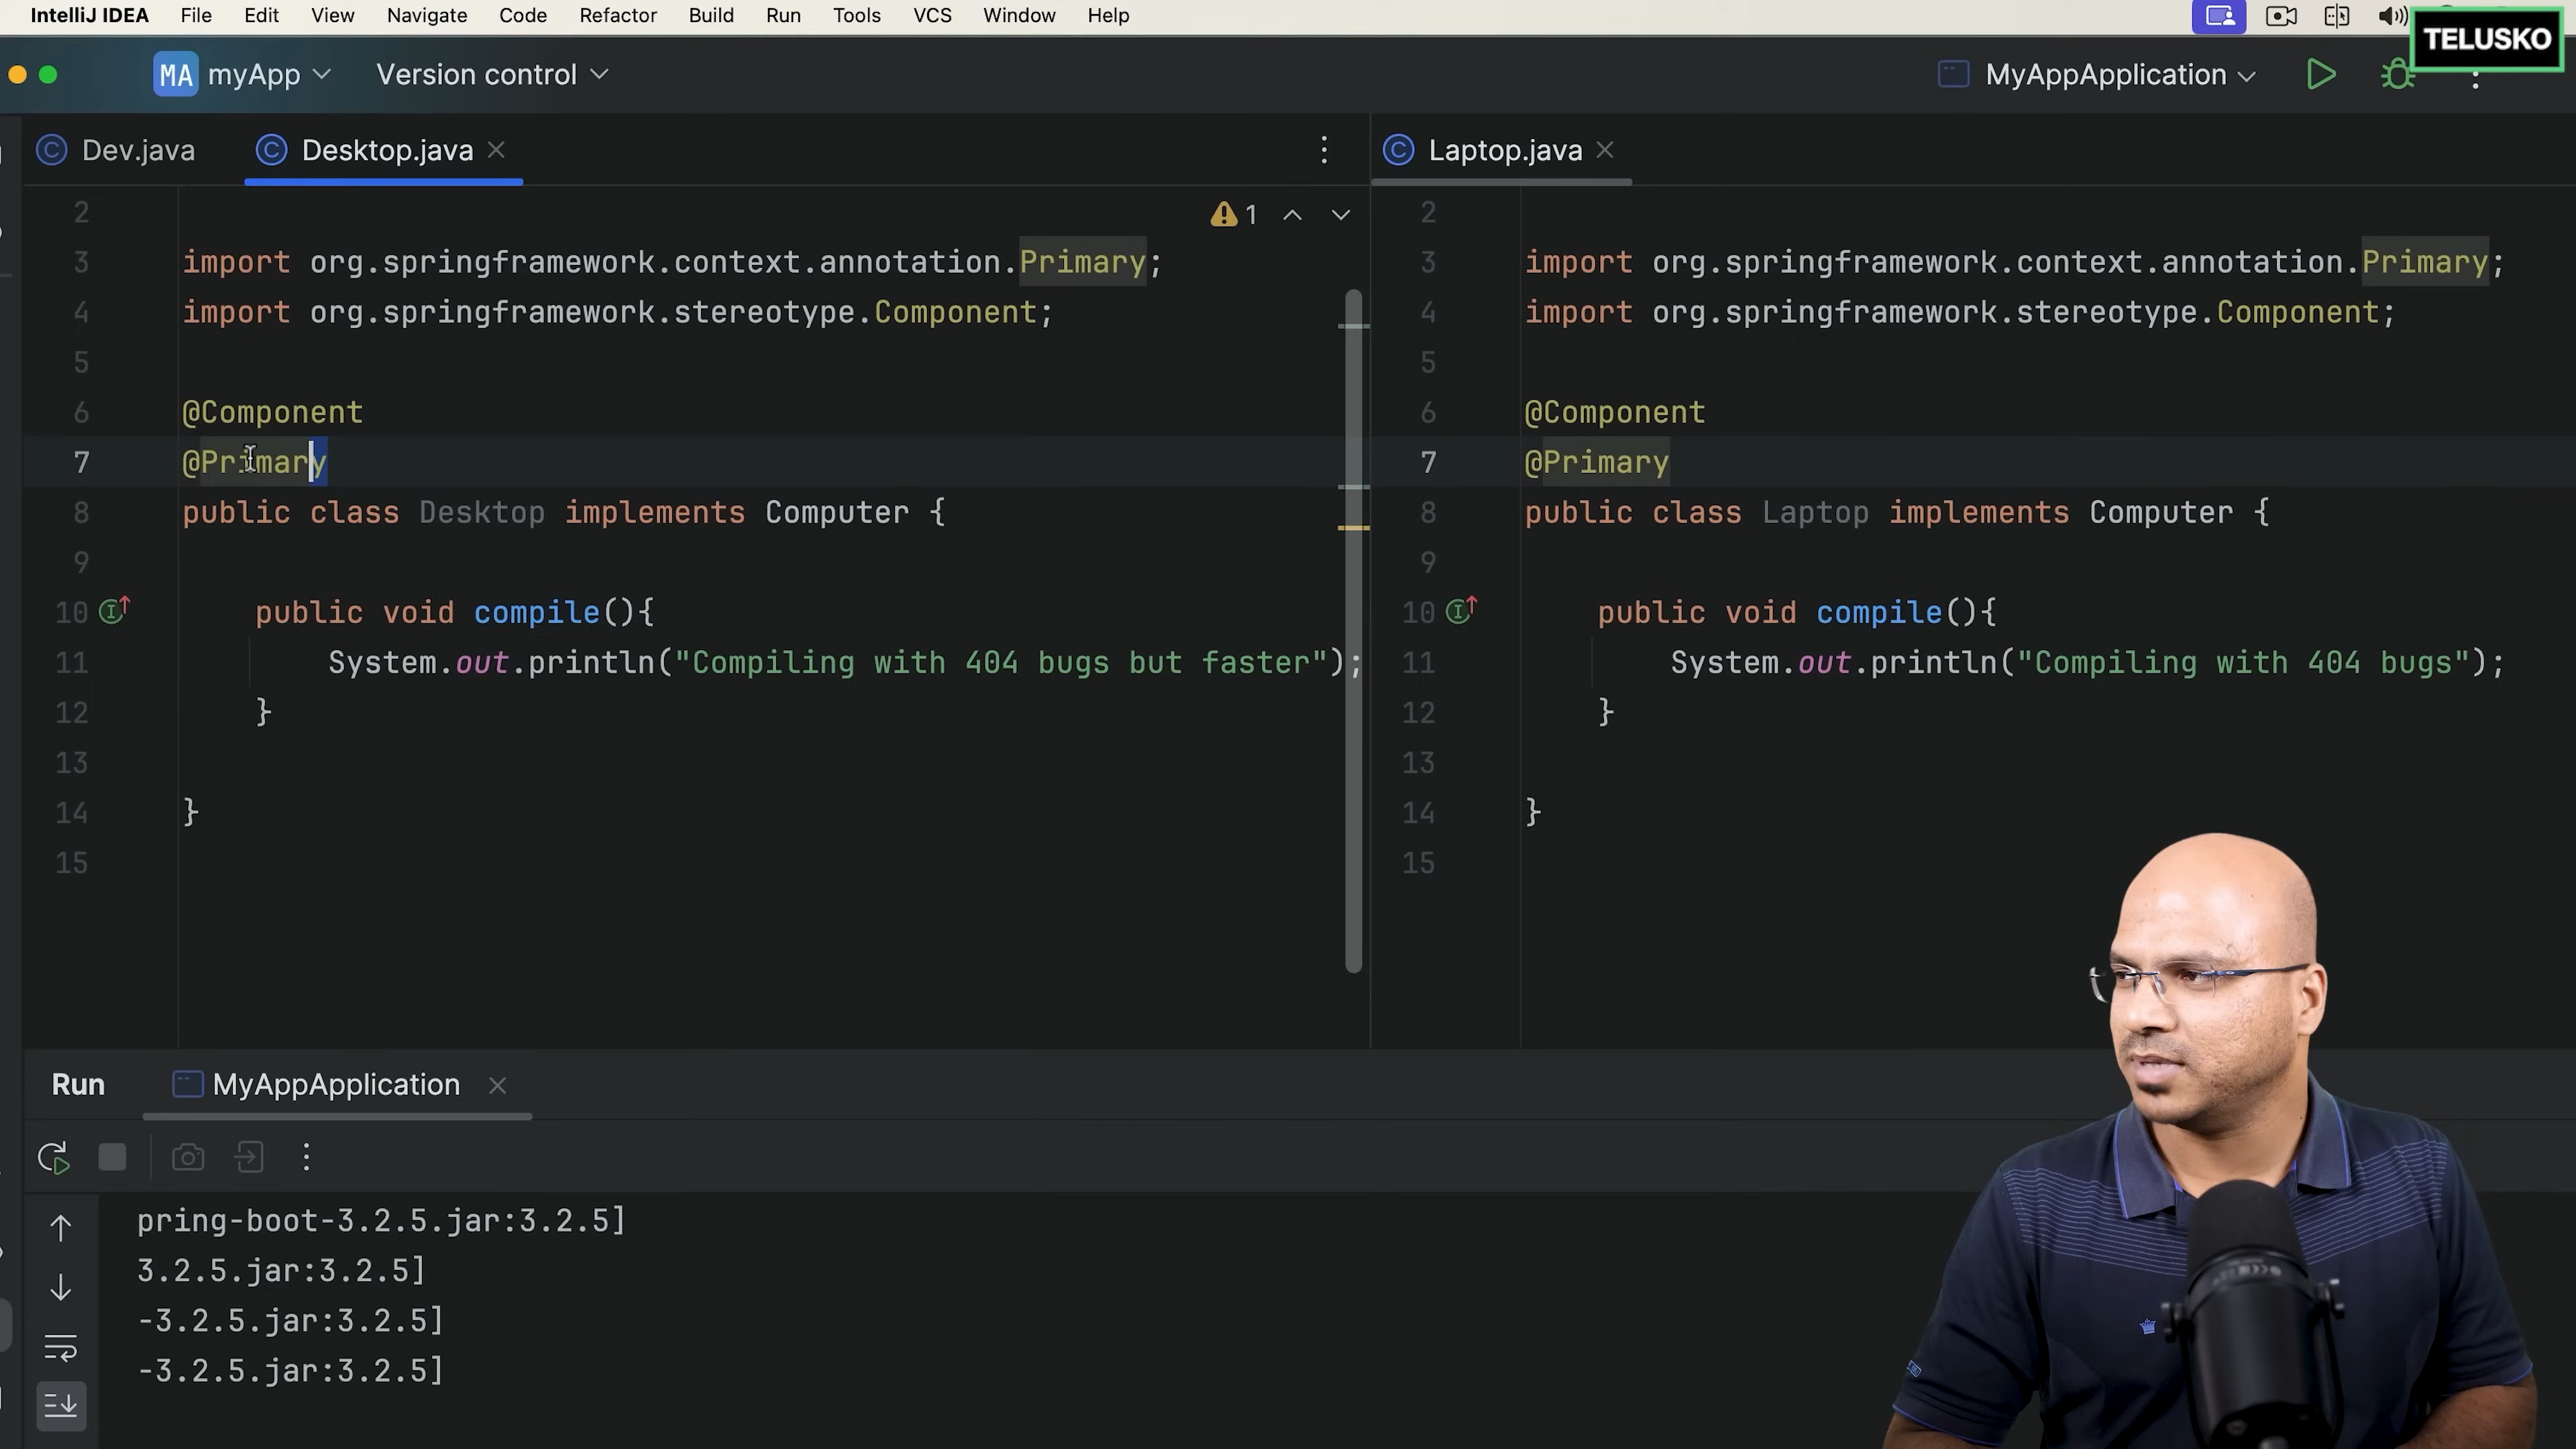 IntelliJ IDEA File Edit View Navigate Code Refactor Build Run Tools VCS Window Help
TELUSKO
MA myApp Version control MyAppApplication
Dev.java Desktop.java
2
3 import org.springframework.context.annotation.Primary;
4 import org.springframework.stereotype.Component;
5
6 @Component
7 @Primary
8 public class Desktop implements Computer {
9
10 public void compile(){
11 System.out.println("Compiling with 404 bugs but faster");
12 }
13
14 }
15
1
Laptop.java
2
3 import org.springframework.context.annotation.Primary;
4 import org.springframework.stereotype.Component;
5
6 @Component
7 @Primary
8 public class Laptop implements Computer {
9
10 public void compile(){
11 System.out.println("Compiling with 404 bugs");
12 }
13
14 }
15
Run MyAppApplication
pring-boot-3.2.5.jar:3.2.5]
3.2.5.jar:3.2.5]
-3.2.5.jar:3.2.5]
-3.2.5.jar:3.2.5]